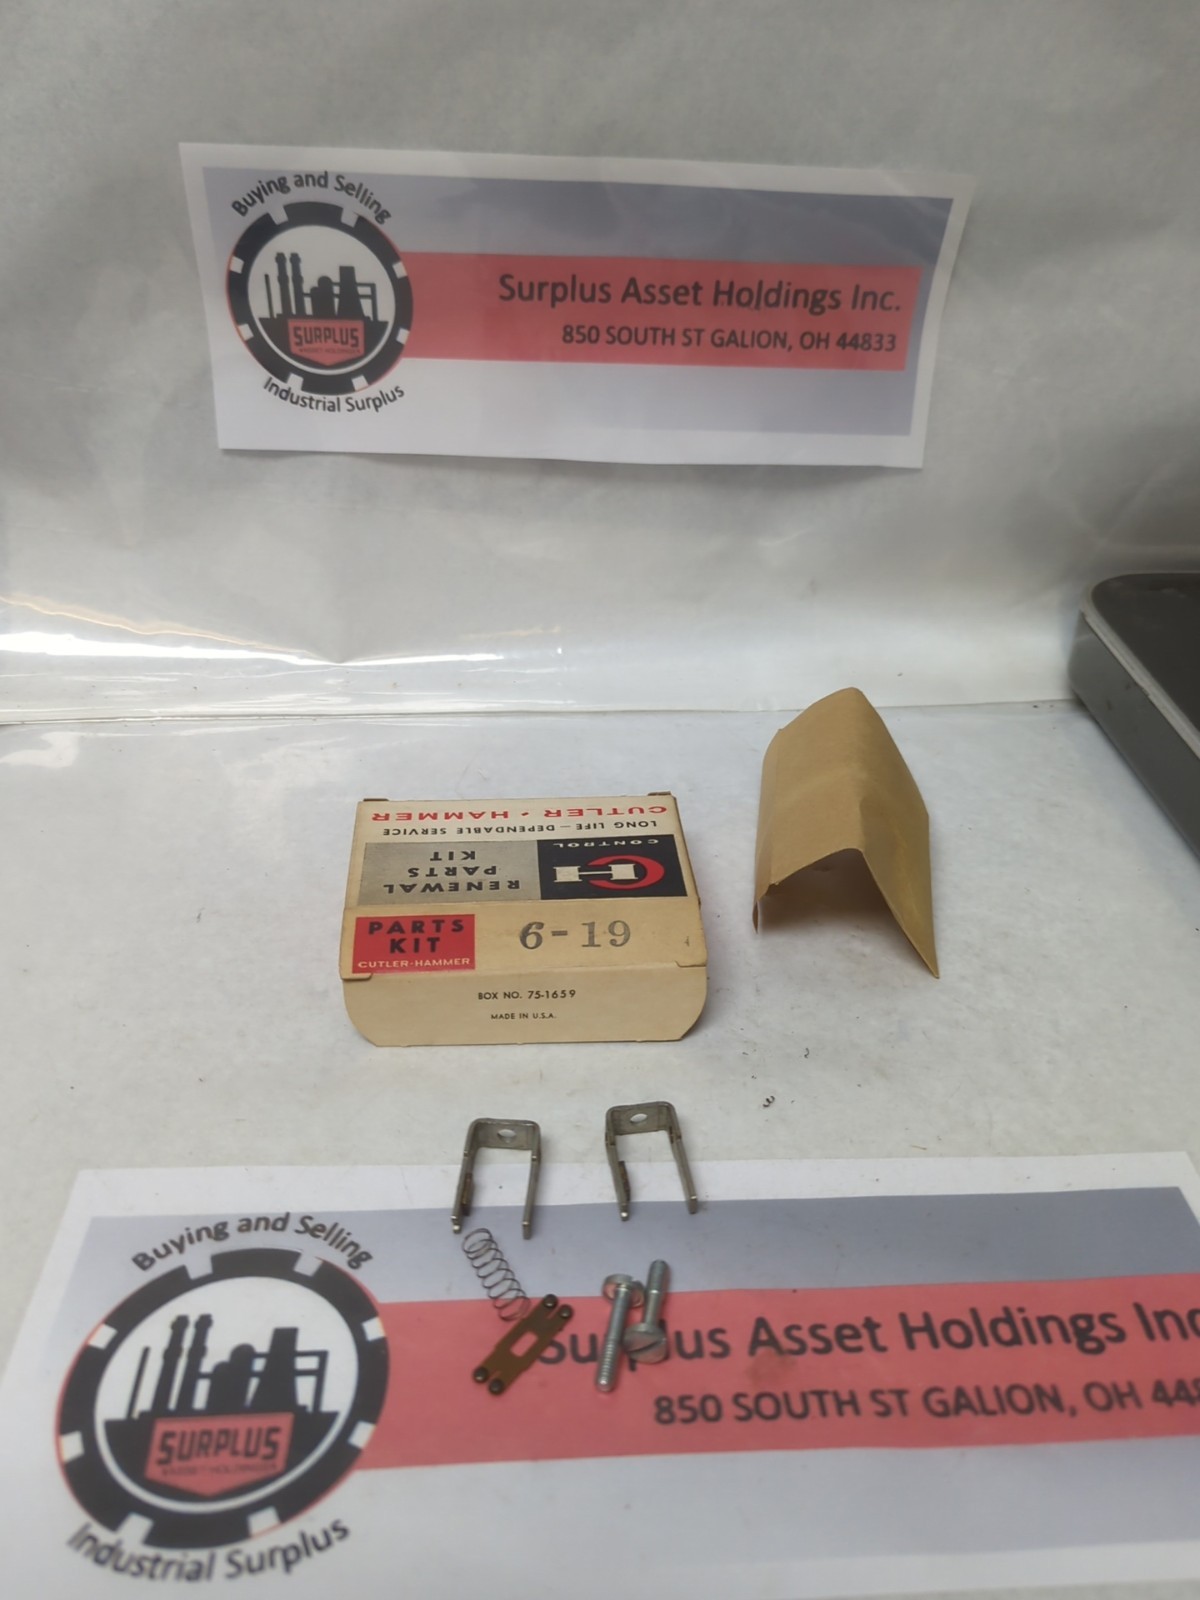 Buying and Selling
SURPLUS
Industrial Surplus
Surplus Asset Holdings Inc.
850 SOUTH ST GALION, OH 44833
CUTLER·HAMMER
LONG LIFE — DEPENDABLE SERVICE
CONTROL
CH
RENEWAL
PARTS
KIT
PARTS
KIT
CUTLER-HAMMER
6-19
BOX NO. 75-1659
MADE IN U.S.A.
Buying and Selling
SURPLUS
Industrial Surplus
Surplus Asset Holdings Inc
850 SOUTH ST GALION, OH 44